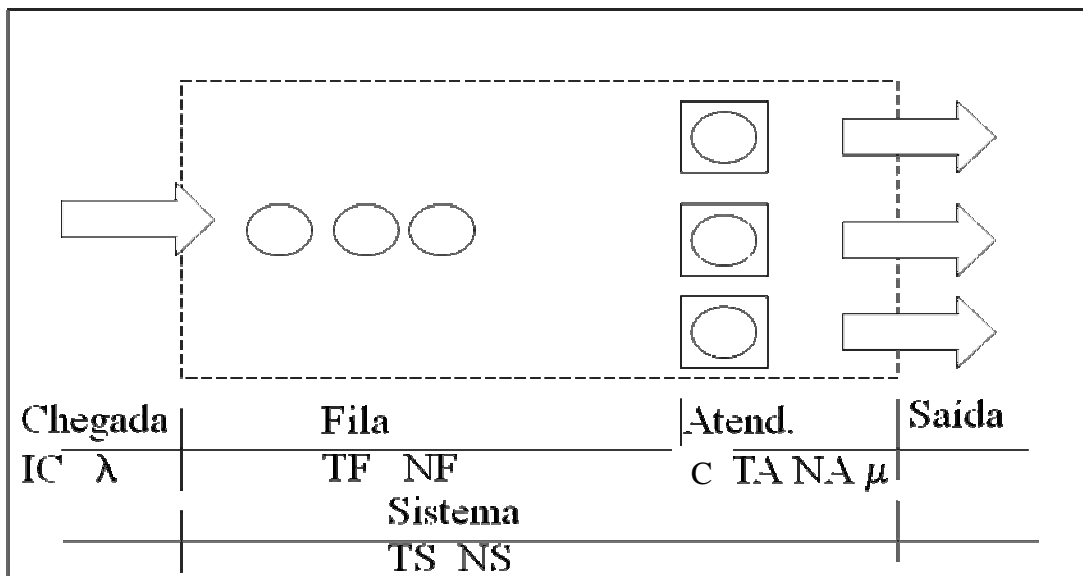 Chegada Fila Atend. Saída
IC λ TF NF C TA NA μ
Sistema
TS NS